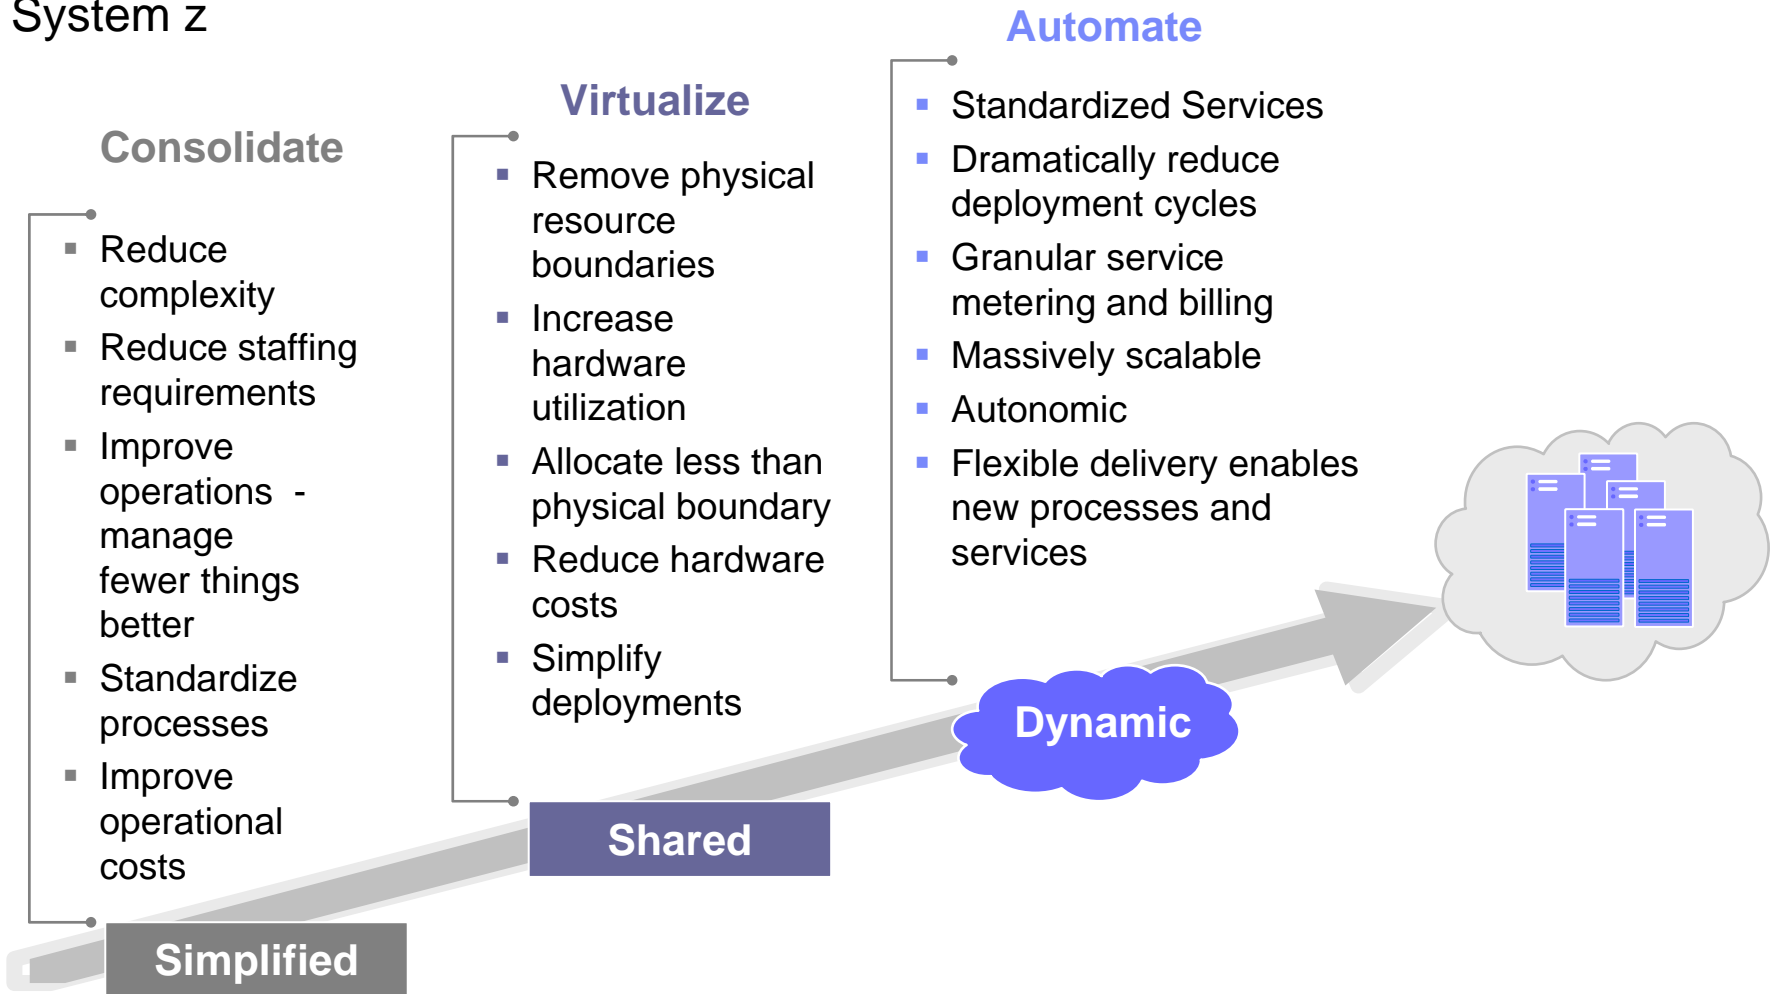 System z
Consolidate
Reduce
complexity
Reduce staffing
requirements
Improve
operations  -
manage
fewer things
better
Standardize
processes
Improve
operational
costs
Simplified
Virtualize
Remove physical
resource
boundaries
Increase
hardware
utilization
Allocate less than
physical boundary
Reduce hardware
costs
Simplify
deployments
Shared
Automate
Standardized Services
Dramatically reduce
deployment cycles
Granular service
metering and billing
Massively scalable
Autonomic
Flexible delivery enables
new processes and
services
Dynamic